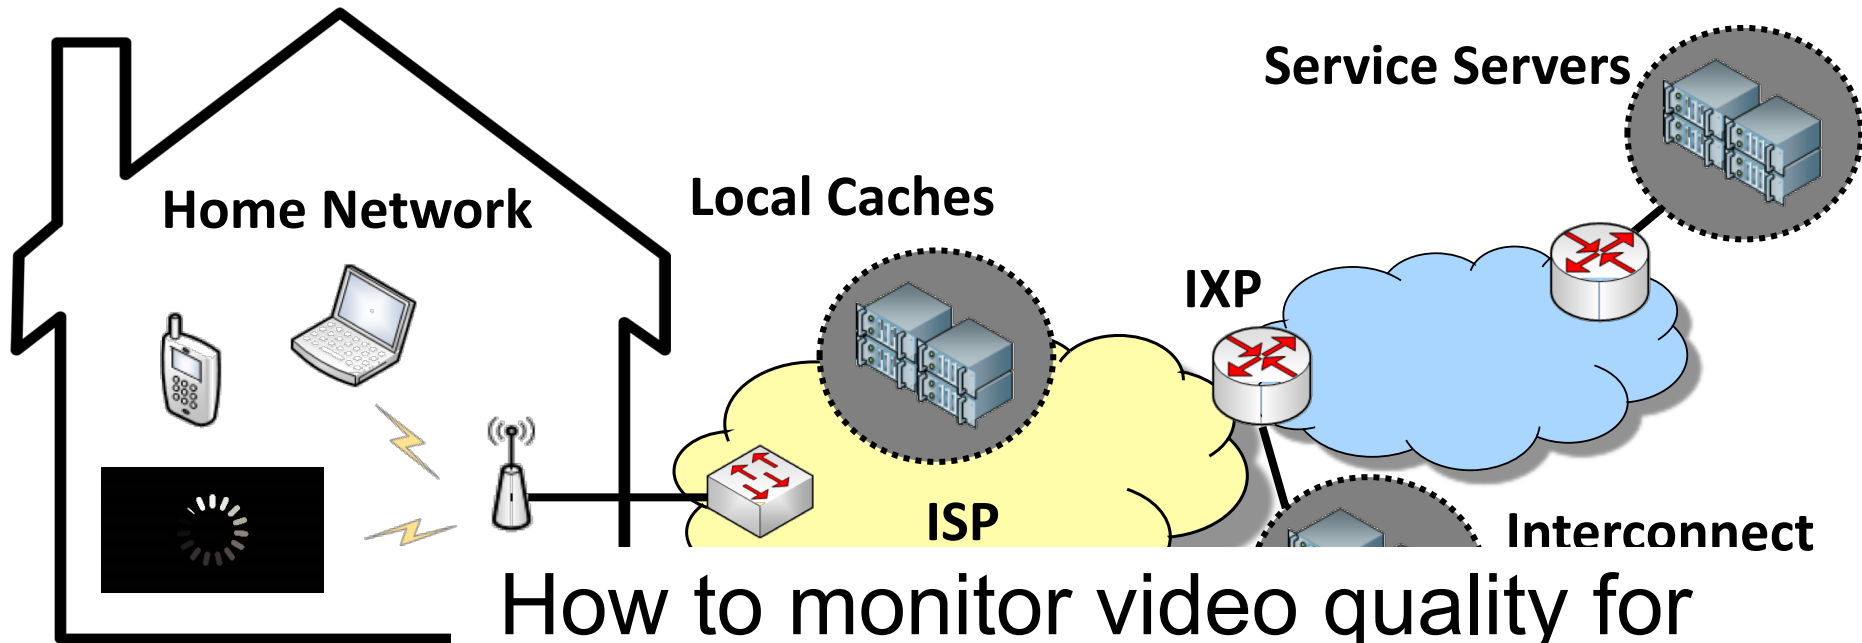 Service Servers
Home Network
Local Caches
IXP
ISP
Interconnect
How to monitor video quality for